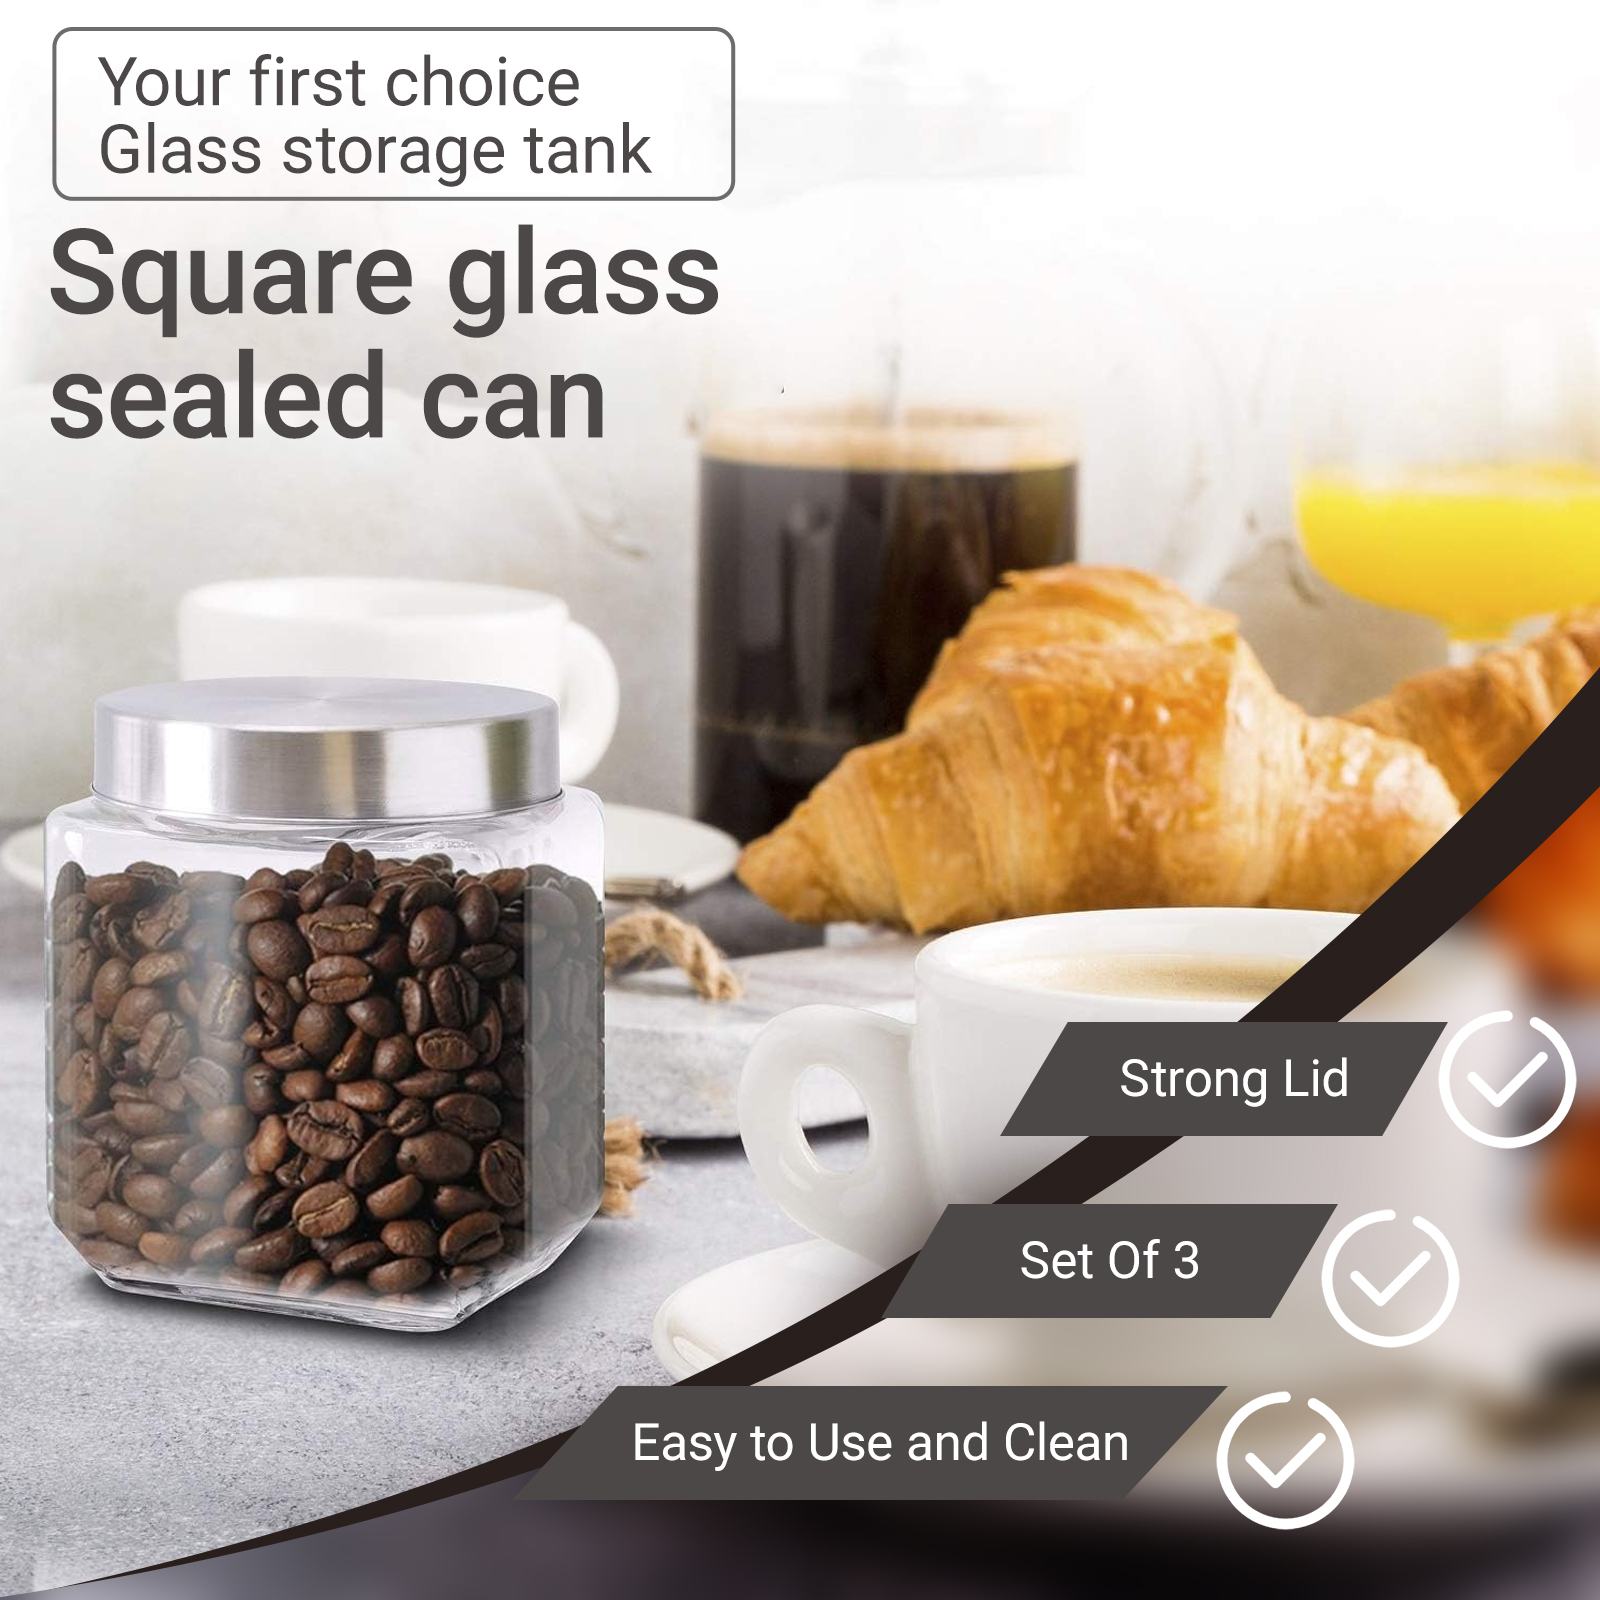 Your first choice
Glass storage tank
Square glass
sealed can
Strong Lid
Set Of 3
Easy to Use and Clean